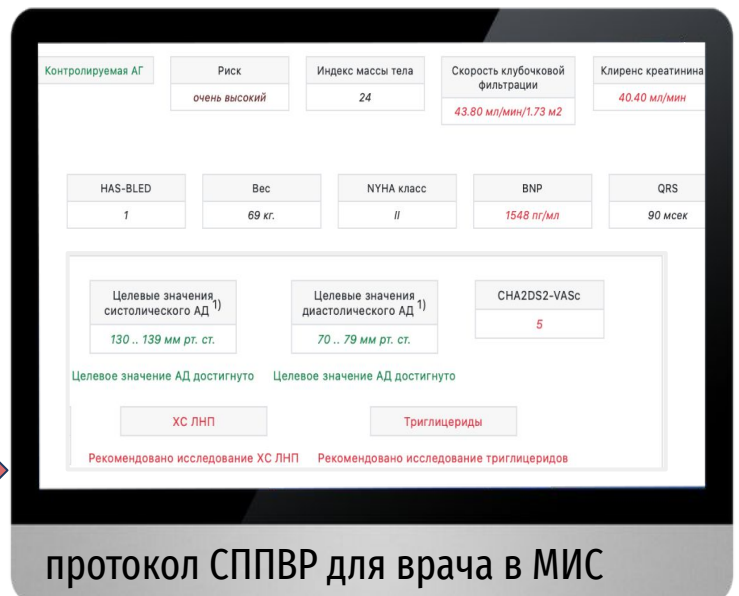 Контролируемая АГ
Риск
очень высокий
Индекс массы тела
24
Скорость клубочковой
фильтрации
43.80 мл/мин/1.73 м2
Клиренс креатинина
40.40 мл/мин
HAS-BLED
1
Вес
69 кг.
NYHA класс
II
BNP
1548 пг/мл
QRS
90 мсек
Целевые значения
систолического АД 1)
130 .. 139 мм рт. ст.
Целевые значения
диастолического АД 1)
70 .. 79 мм рт. ст.
CHA2DS2-VASc
5
Целевое значение АД достигнуто
Целевое значение АД достигнуто
ХС ЛНП
Триглицериды
Рекомендовано исследование ХС ЛНП
Рекомендовано исследование триглицеридов
протокол СППВР для врача в МИС